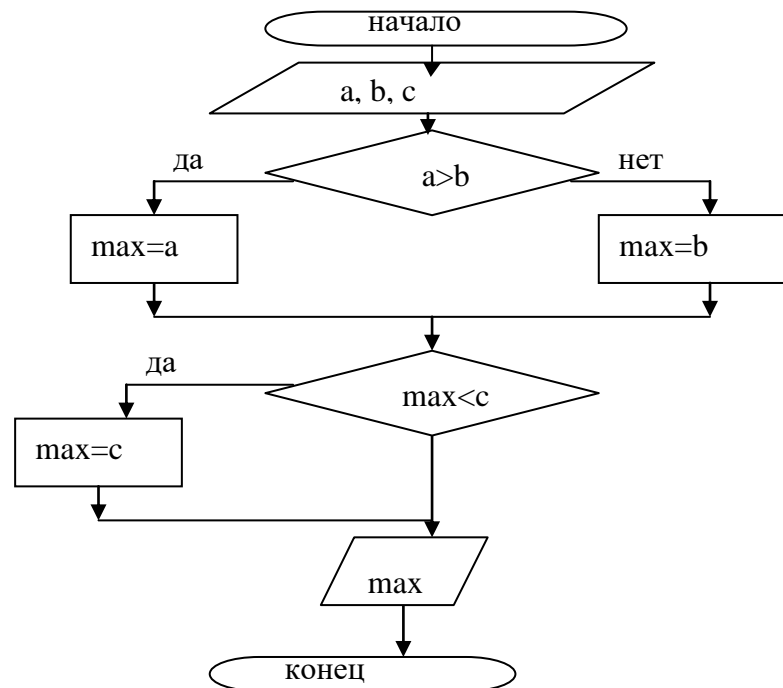 начало
a, b, c
да
a>b
нет
max=a
max=b
да
max<c
max=c
max
конец